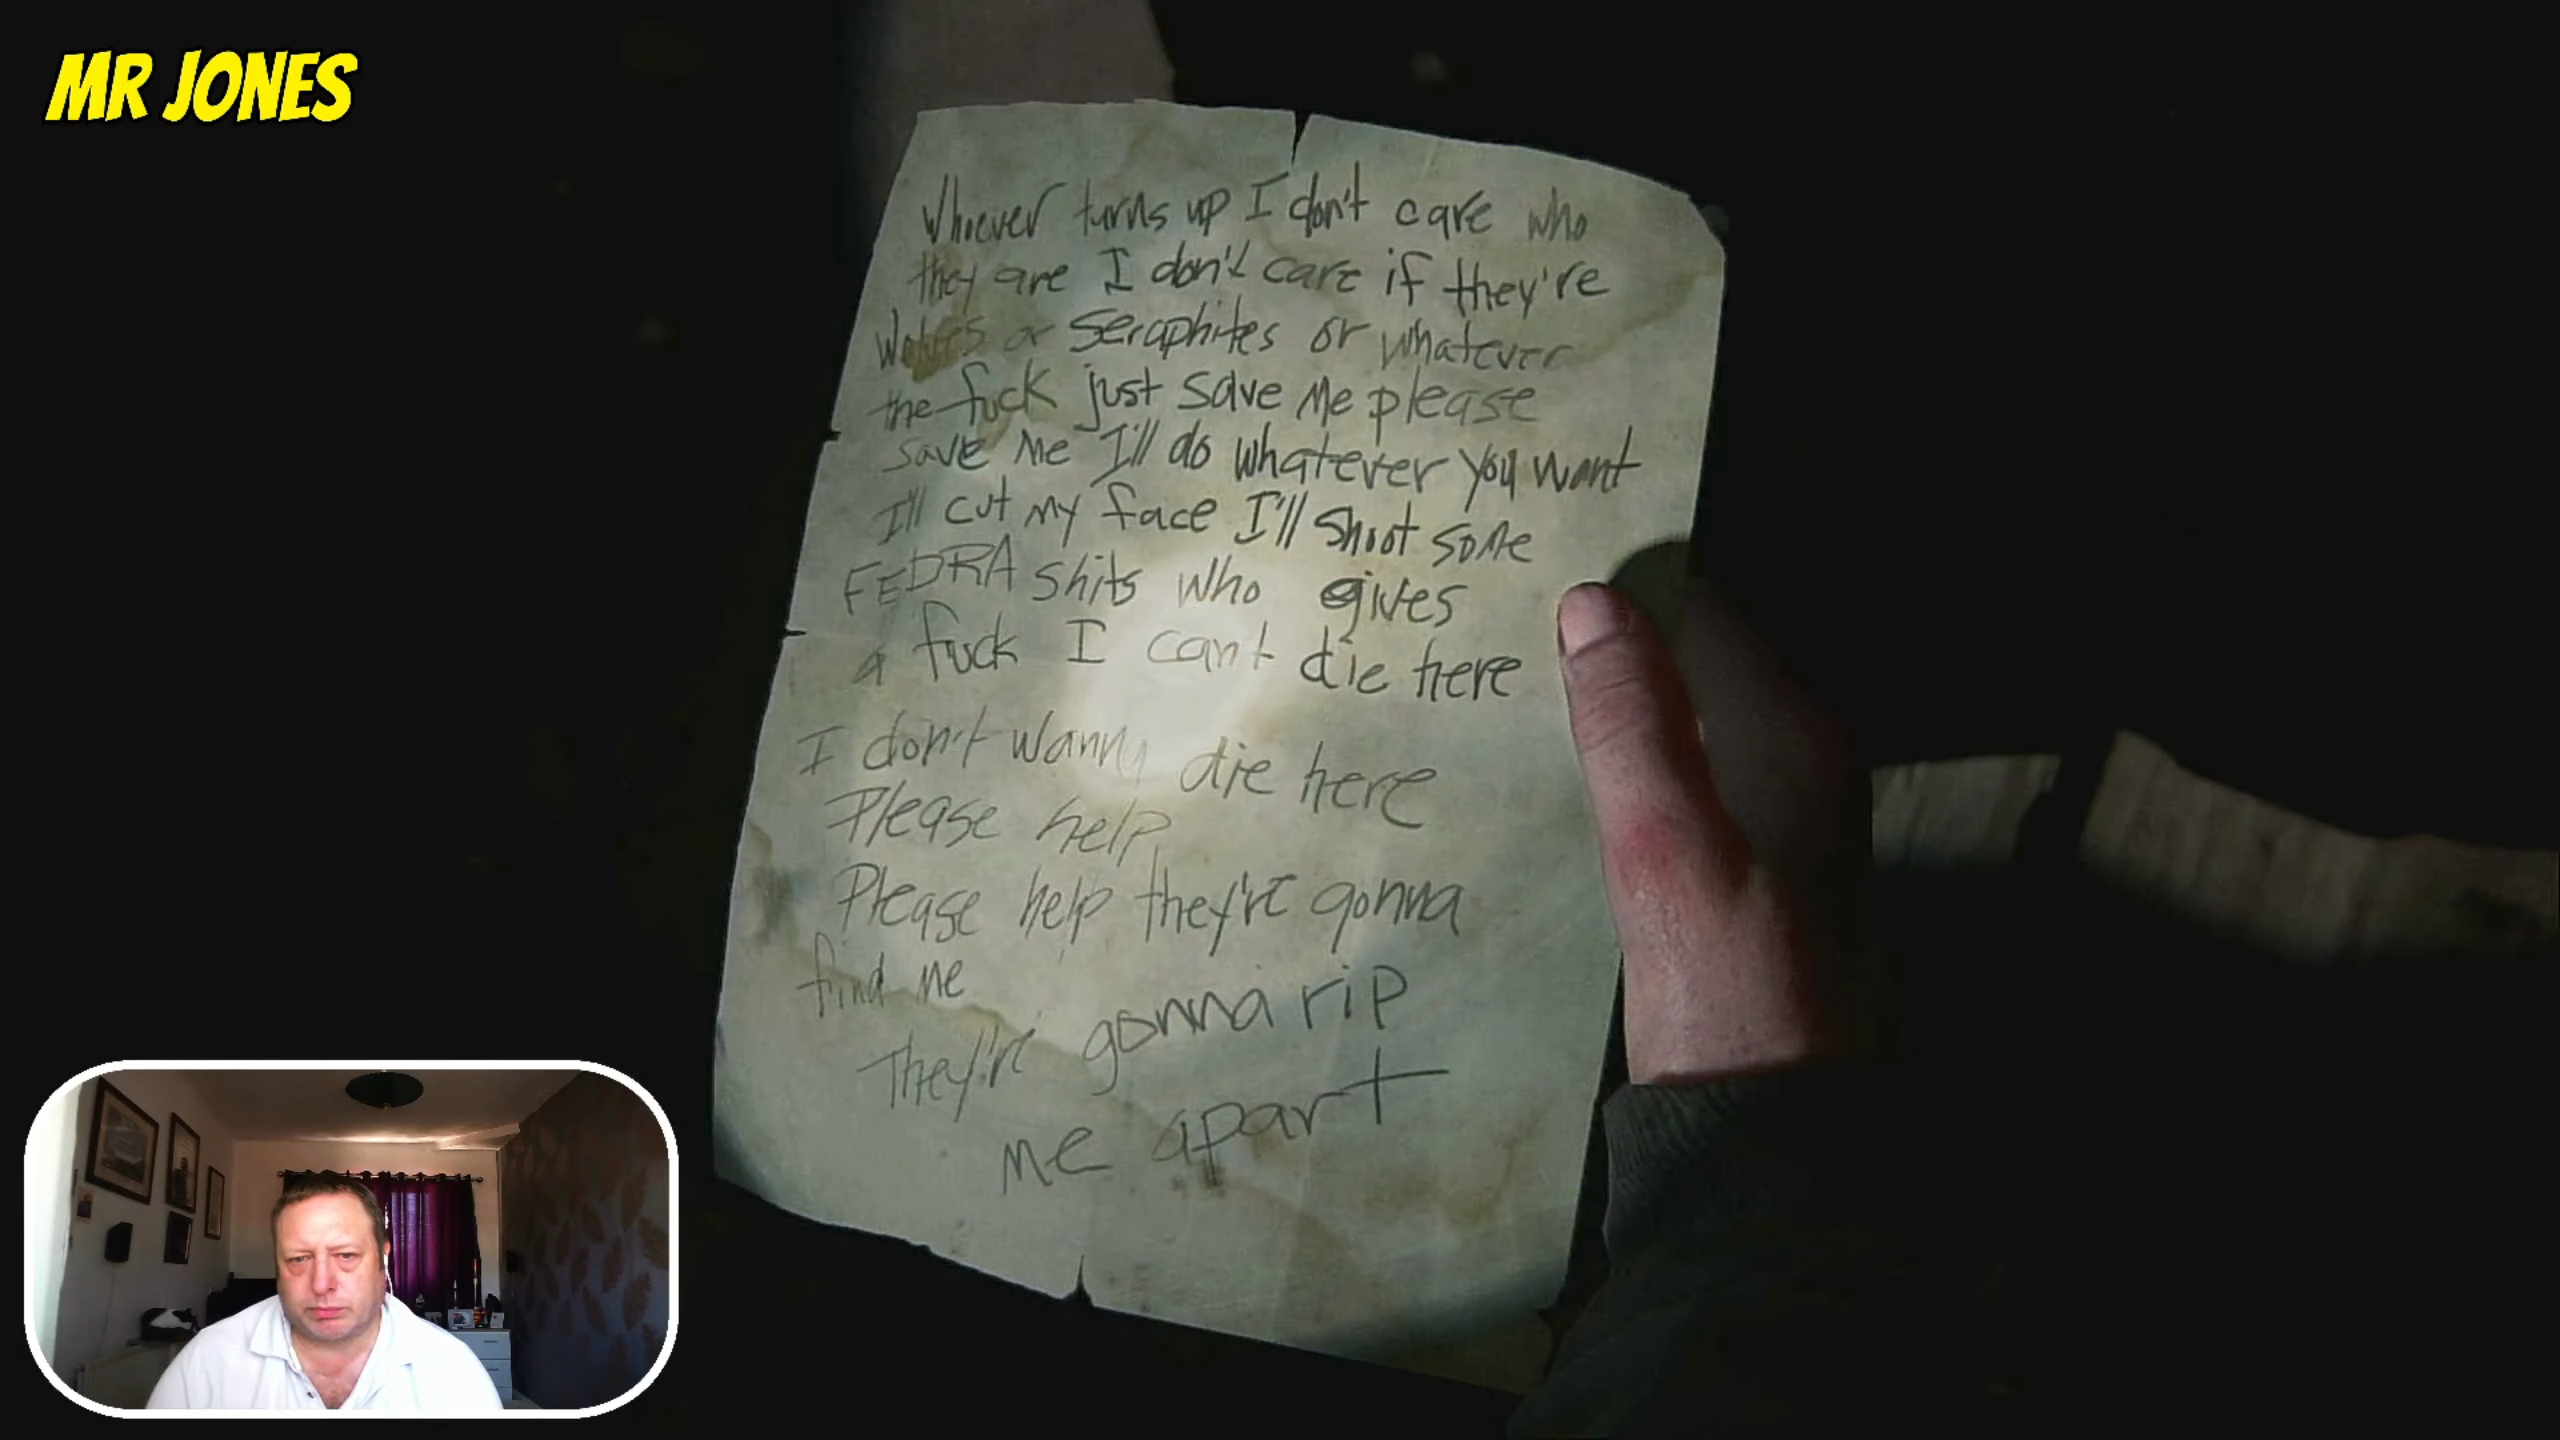 MR JONES
Whoever turns up I don't care who
they are I don't care if they're
Wolves or Seraphites or whatever
the fuck just save me please
save me I'll do whatever you want
I'll cut my face I'll shoot some
FEDRA shits who gives
a fuck I can't die here
I don't wanna die here
Please help
Please help they're gonna
find me
They're gonna rip
me apart